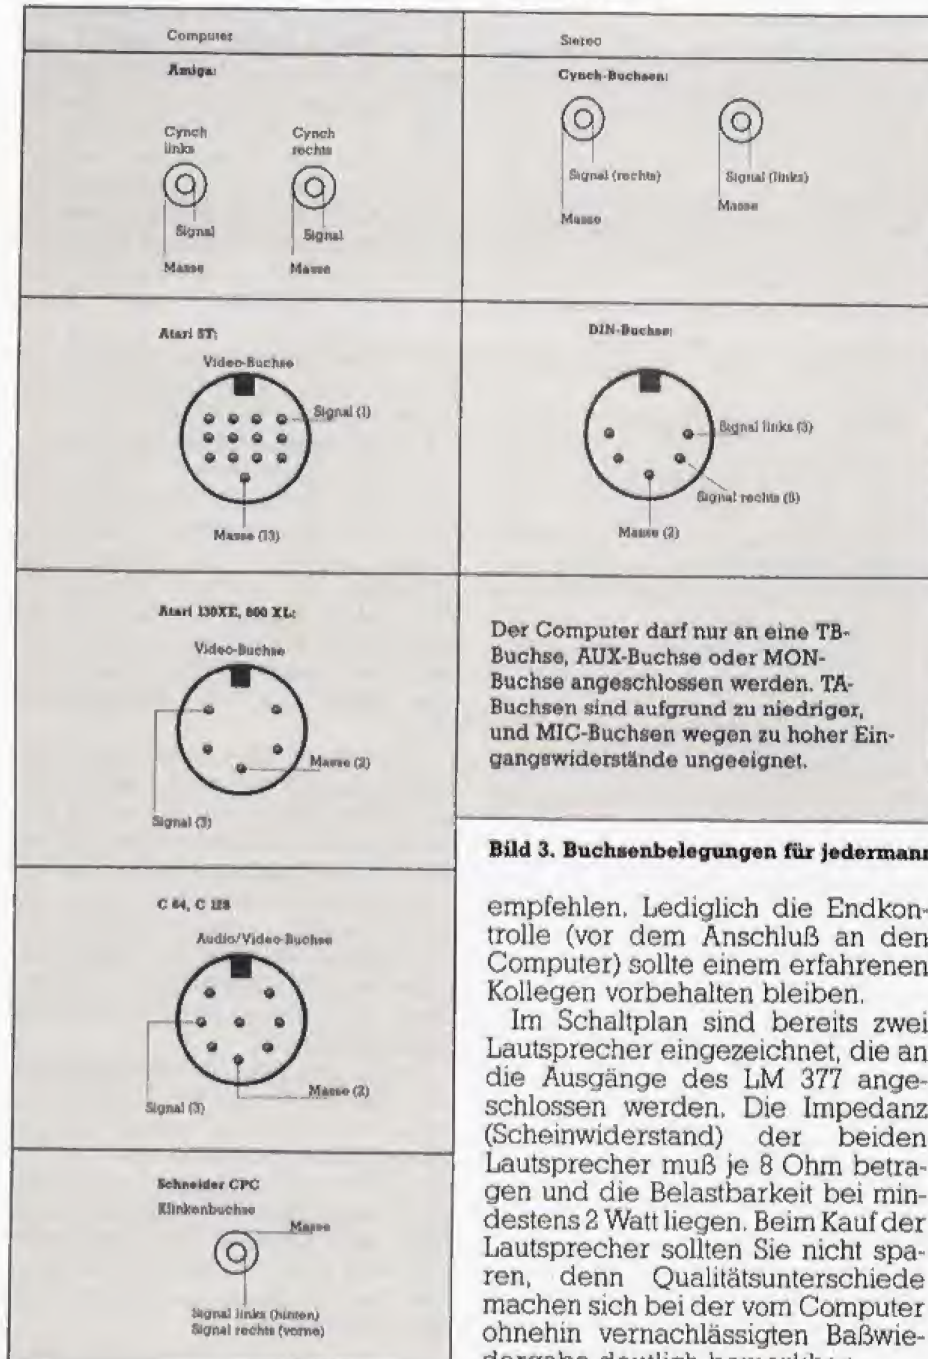 Computer
Stereo
Amiga:
Cynch
links
Cynch
rechts
Signal
Signal
Masse
Masse
Cynch-Buchsen:
Signal (rechts)
Signal (links)
Masse
Masse
Atari ST:
Video-Buchse
Signal (1)
Masse (13)
DIN-Buchse:
Signal links (3)
Signal rechts (5)
Masse (2)
Atari 130XE, 800 XL:
Video-Buchse
Masse (2)
Signal (3)
Der Computer darf nur an eine TB-
Buchse, AUX-Buchse oder MON-
Buchse angeschlossen werden. TA-
Buchsen sind aufgrund zu niedriger,
und MIC-Buchsen wegen zu hoher Ein-
gangswiderstände ungeeignet.
C 64, C 128
Audio/Video-Buchse
Signal (3)
Masse (2)
Schneider CPC
Klinkenbuchse
Masse
Signal links (hinten)
Signal rechts (vorne)
Bild 3. Buchsenbelegungen für jedermann
empfehlen. Lediglich die Endkon-
trolle (vor dem Anschluß an den
Computer) sollte einem erfahrenen
Kollegen vorbehalten bleiben.
Im Schaltplan sind bereits zwei
Lautsprecher eingezeichnet, die an
die Ausgänge des LM 377 ange-
schlossen werden. Die Impedanz
(Scheinwiderstand) der beiden
Lautsprecher muß je 8 Ohm betra-
gen und die Belastbarkeit bei min-
destens 2 Watt liegen. Beim Kauf der
Lautsprecher sollten Sie nicht spa-
ren, denn Qualitätsunterschiede
machen sich bei der vom Computer
ohnehin vernachlässigten Baßwie-